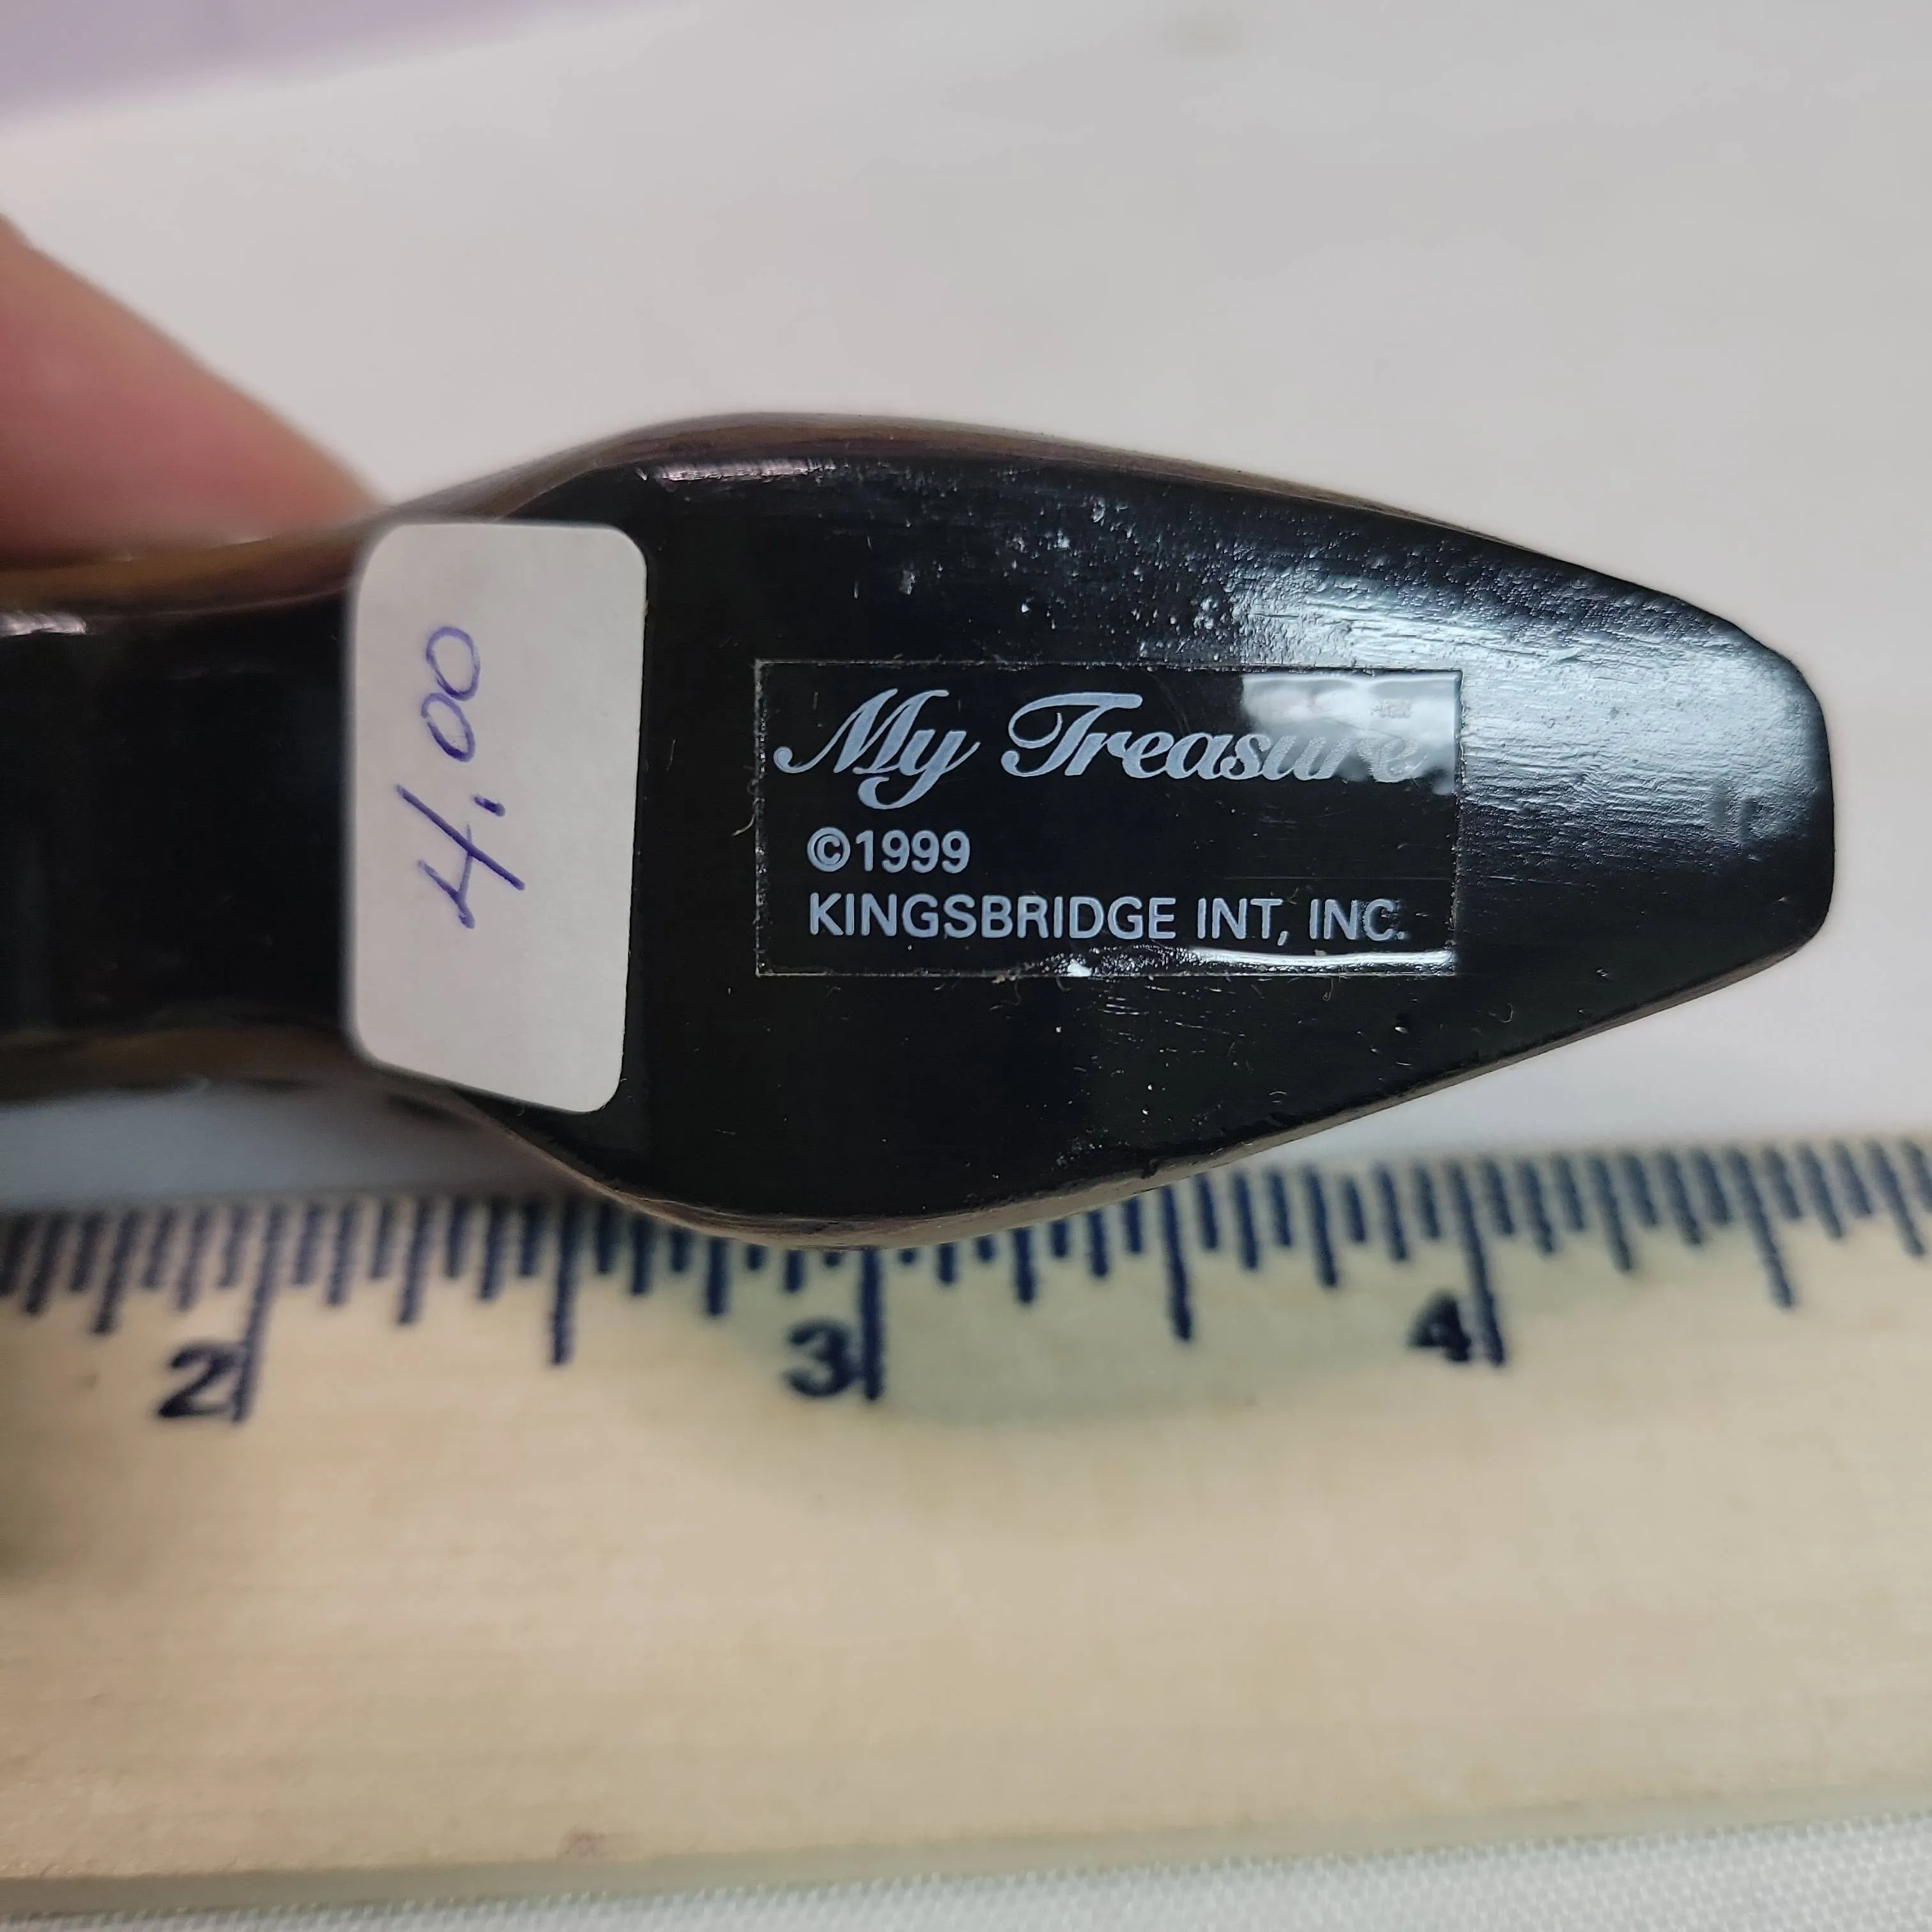 4.00
My Treasure
©1999
KINGSBRIDGE INT, INC.
2 3 4